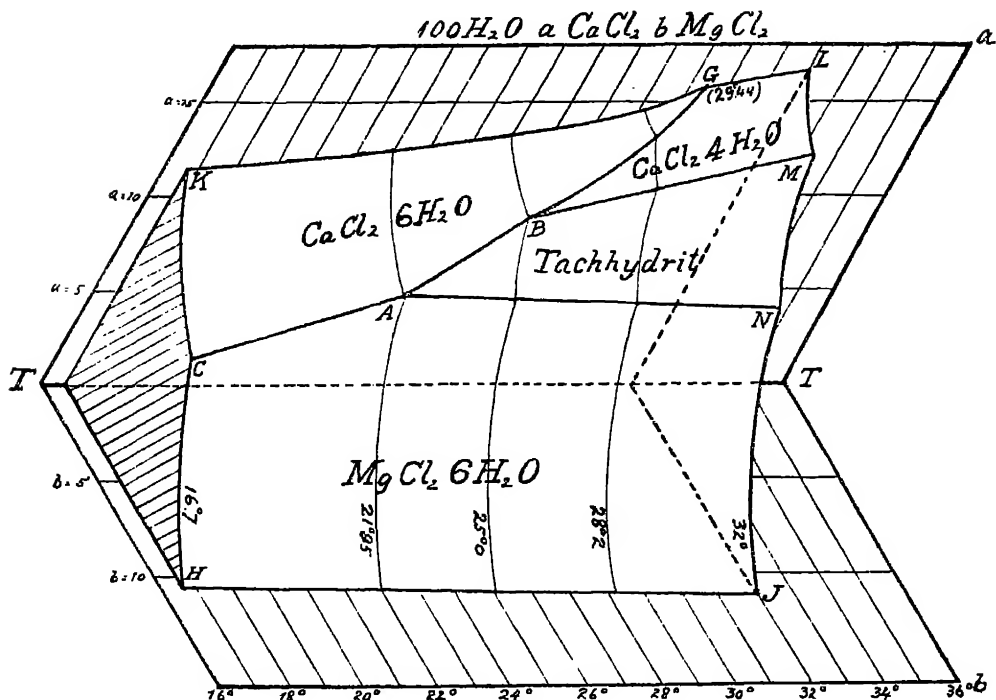 100H₂O a CaCl₂ b MgCl₂
a
G
(29°44)
L
a=15
CaCl₂ 4H₂O
M
K
a=10
CaCl₂ 6H₂O
B
Tachhydrit
a=5
A
N
C
T
T
b=5
MgCl₂ 6H₂O
16°7
21°95
25°0
28°2
32°
b=10
H
J
16° 18° 20° 22° 24° 26° 28° 30° 32° 34° 36° b